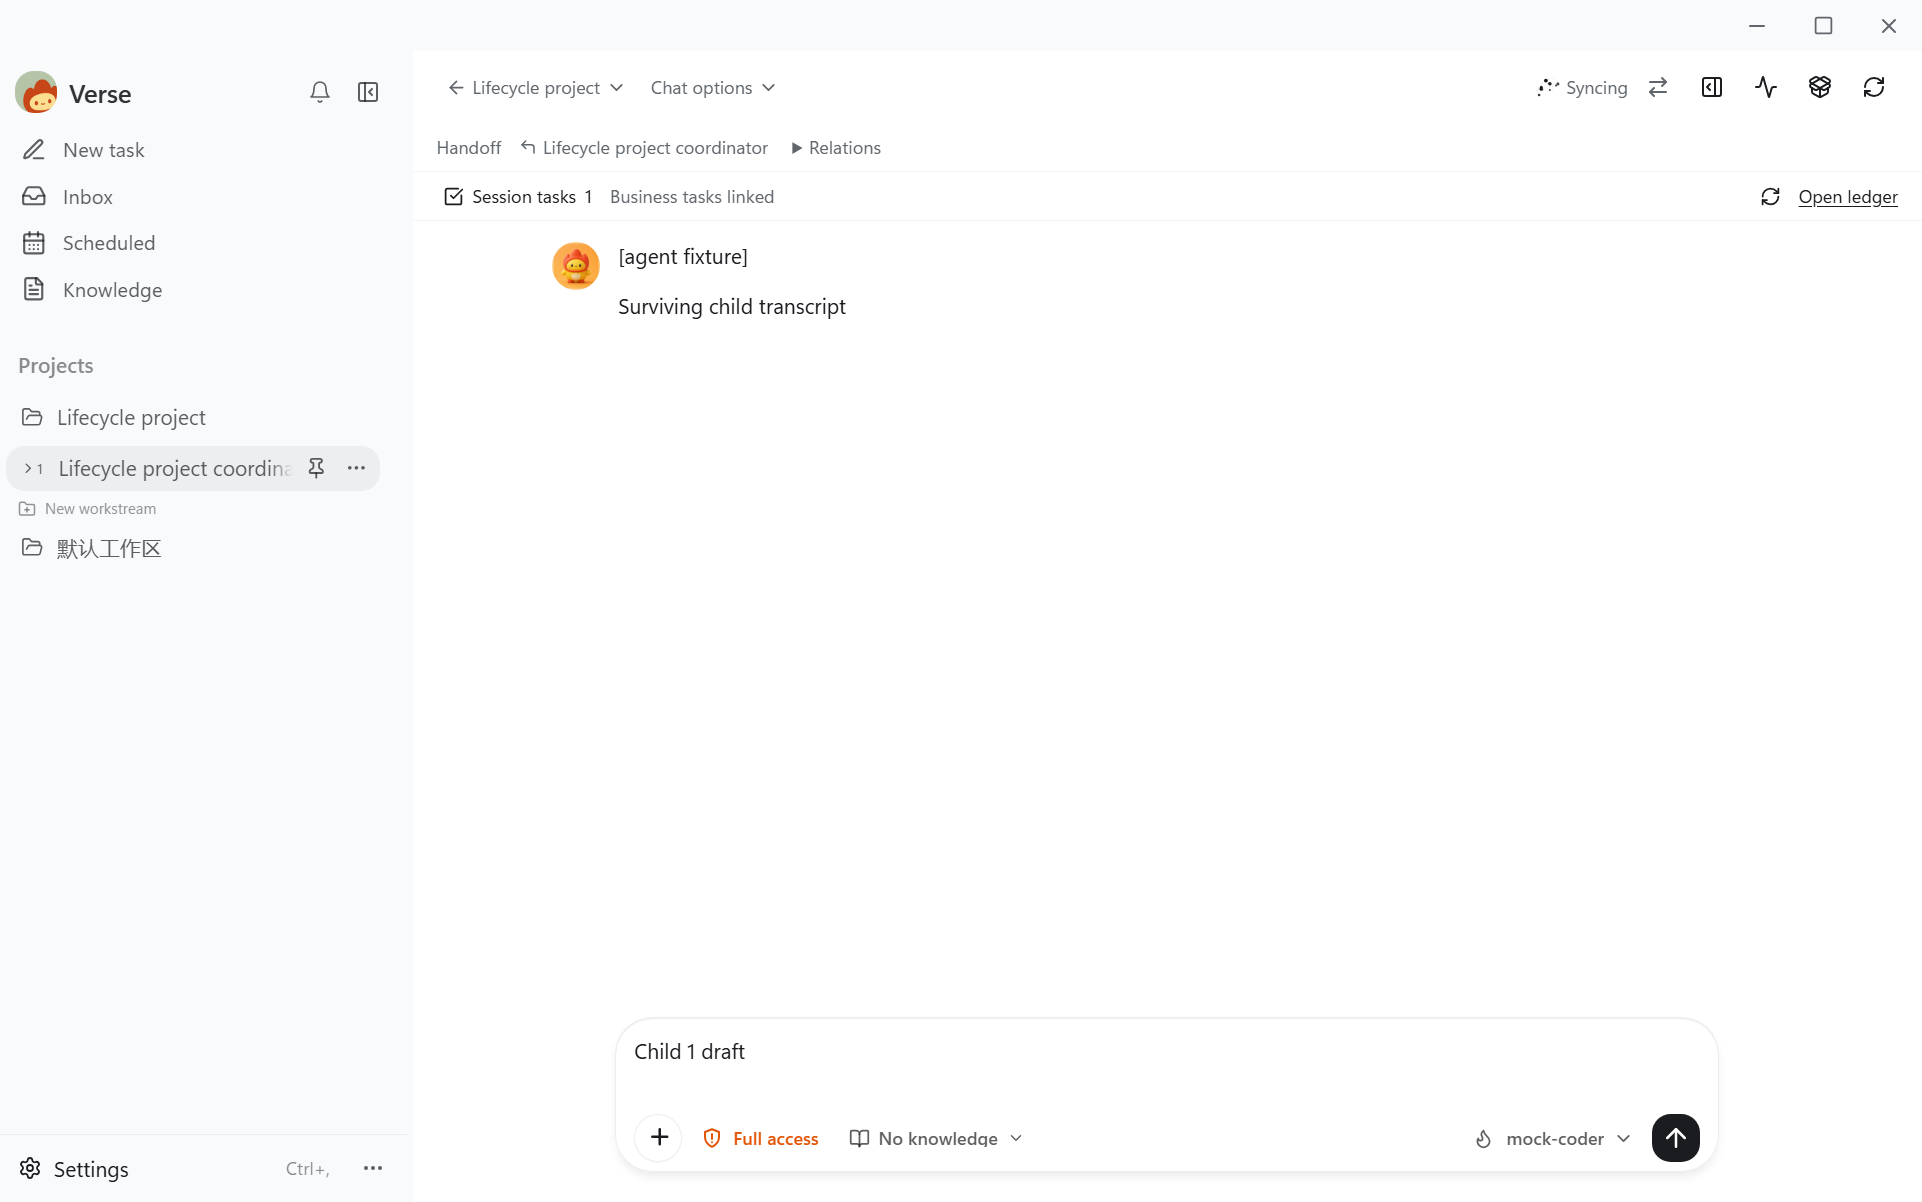 Verse
New task
Inbox
Scheduled
Knowledge
Projects
Lifecycle project
1 Lifecycle project coordina
New workstream
默认工作区
Settings Ctrl+,
Lifecycle project Chat options Syncing
Handoff Lifecycle project coordinator Relations
Session tasks 1 Business tasks linked Open ledger
[agent fixture]
Surviving child transcript
Child 1 draft
Full access No knowledge mock-coder